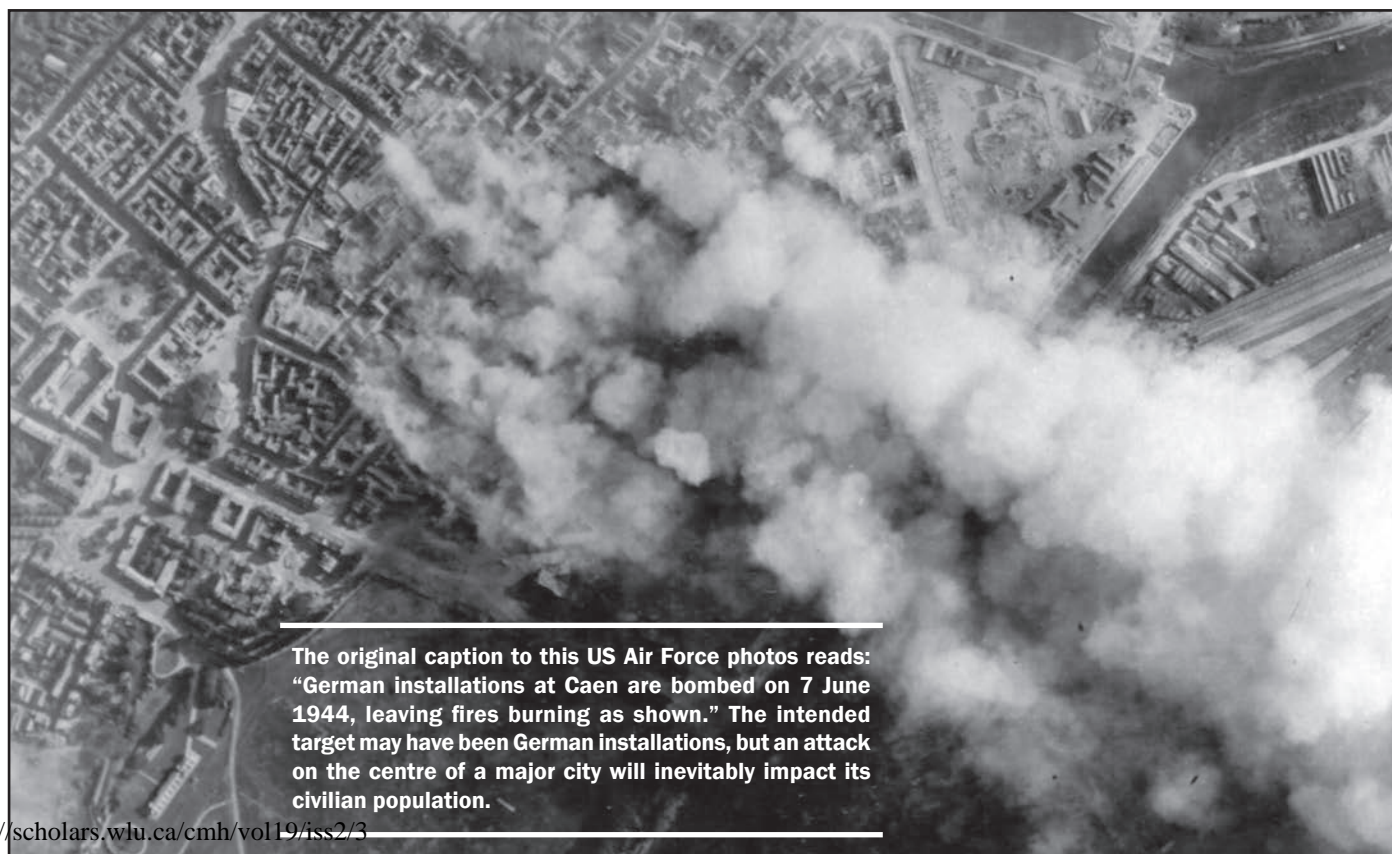 The original caption to this US Air Force photos reads:
“German installations at Caen are bombed on 7 June
1944, leaving fires burning as shown.” The intended
target may have been German installations, but an attack
on the centre of a major city will inevitably impact its
civilian population.
//scholars.wlu.ca/cmh/vol19/iss2/3